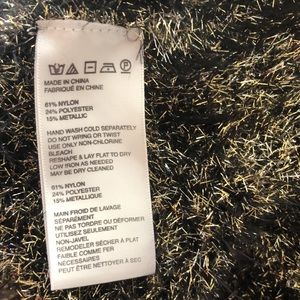 MADE IN CHINA
FABRIQUÉ EN CHINE
61% NYLON
24% POLYESTER
15% METALLIC
HAND WASH COLD SEPARATELY
DO NOT WRING OR TWIST
USE ONLY NON-CHLORINE
BLEACH
RESHAPE & LAY FLAT TO DRY
LOW IRON AS NEEDED
MAY BE DRY CLEANED
61% NYLON
24% POLYESTER
15% METALLIQUE
MAIN FROID DE LAVAGE
SÉPARÉMENT
NE PAS TORDRE OU DÉFORMER
UTILISEZ SEULEMENT
NON-JAVEL
REMODELER SÉCHER À PLAT
FAIBLE COMME FER
NÉCESSAIRE
PEUT ÊTRE NETTOYER À SEC